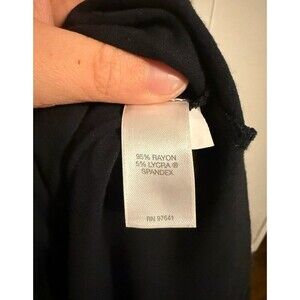 95% RAYON
5% LYCRA ®
SPANDEX
RN 97641